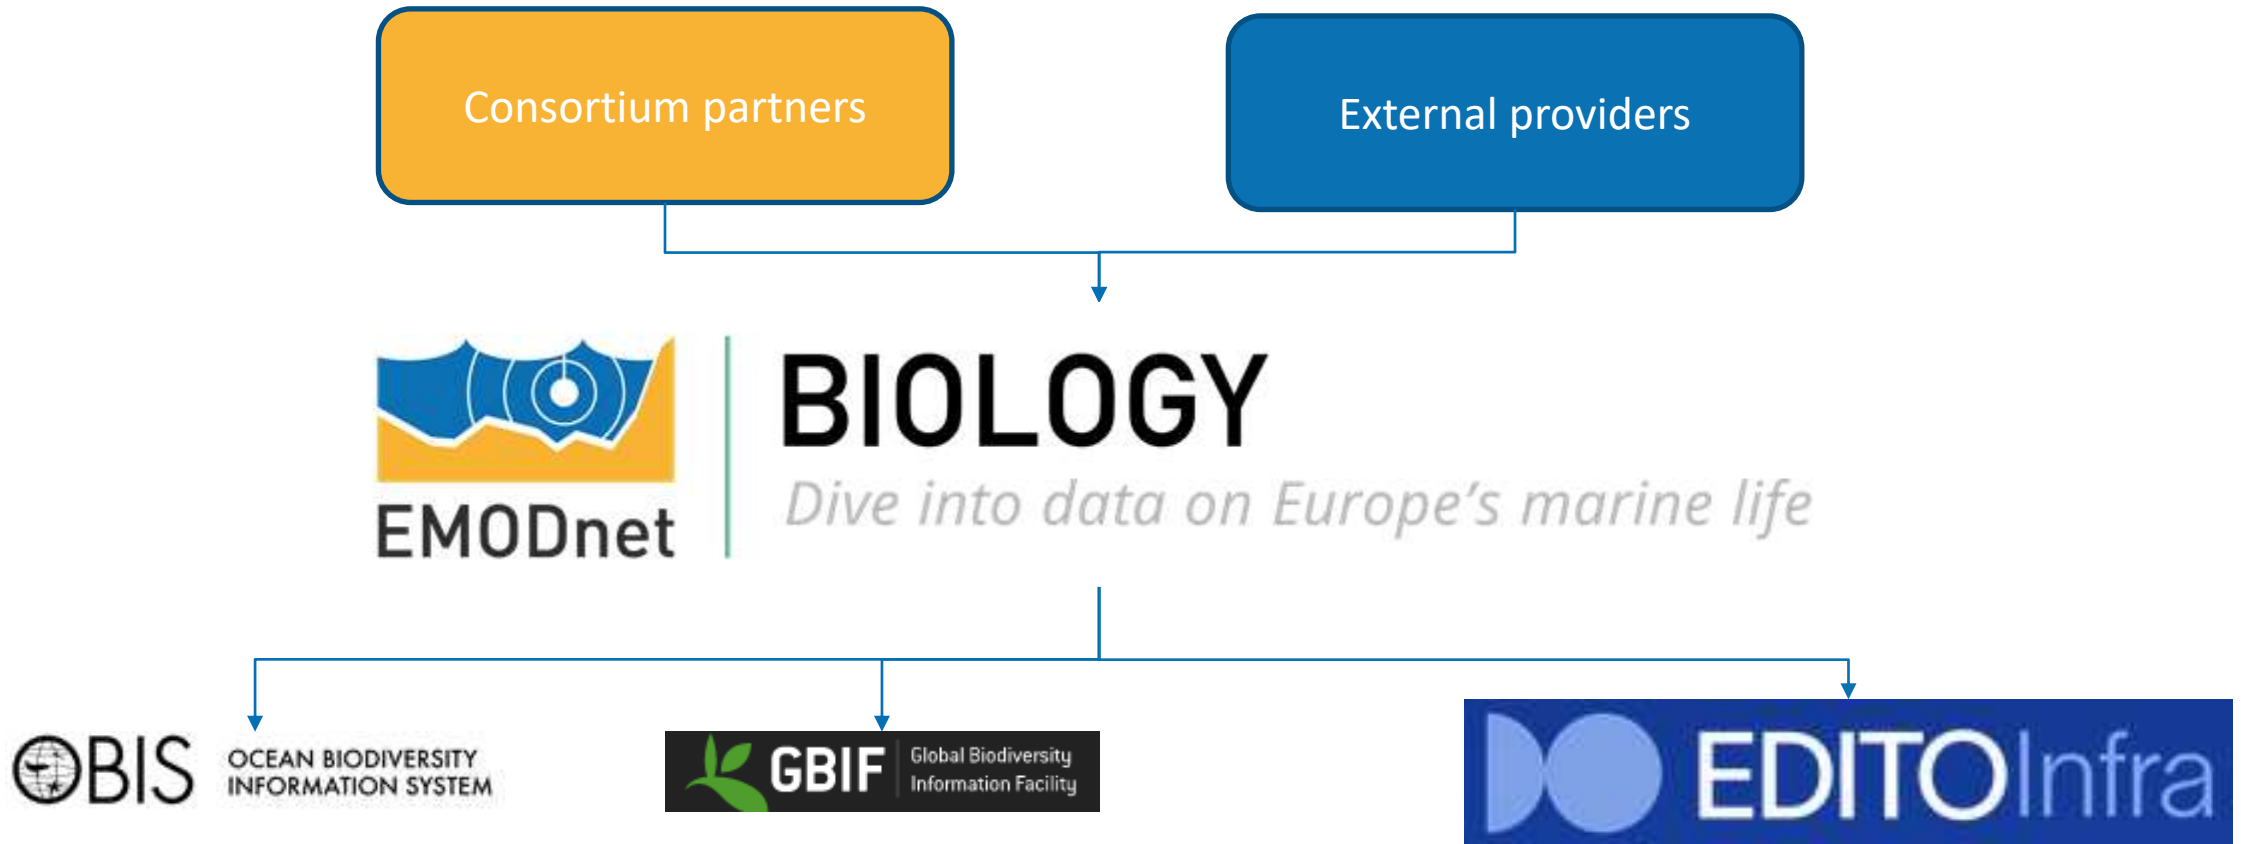 Consortium partners
External providers
EMODnet
BIOLOGY
Dive into data on Europe's marine life
OBIS
OCEAN BIODIVERSITY
INFORMATION SYSTEM
GBIF
Global Biodiversity
Information Facility
EDITOInfra